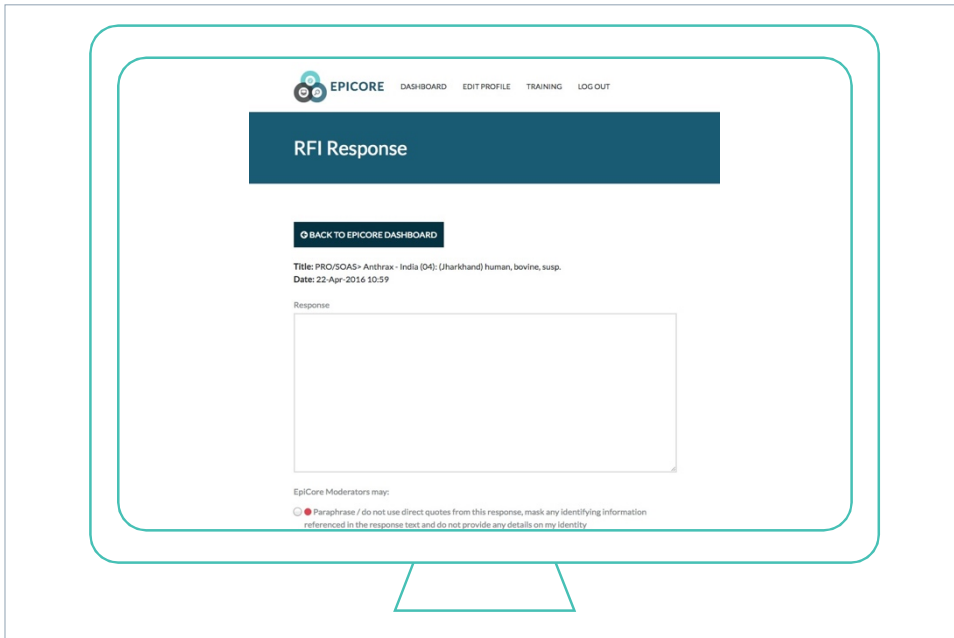 EPICORE DASHBOARD EDIT PROFILE TRAINING LOG OUT
RFI Response
BACK TO EPICORE DASHBOARD
Title: PRO/SOAS> Anthrax - India (04): (Jharkhand) human, bovine, susp.
Date: 22-Apr-2016 10:59
Response
EpiCore Moderators may:
Paraphrase / do not use direct quotes from this response, mask any identifying information
referenced in the response text and do not provide any details on my identity